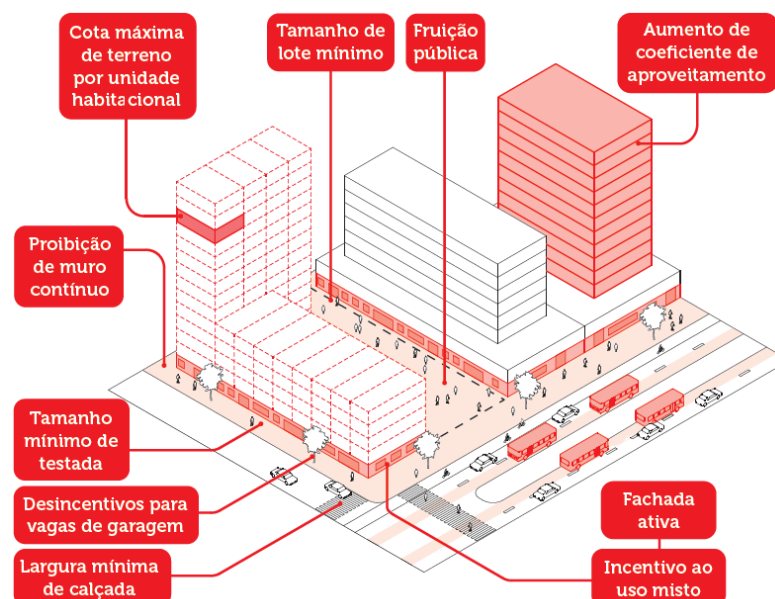 Cota máxima
de terreno
por unidade
habitacional
Tamanho de
lote mínimo
Fruição
pública
Aumento de
coeficiente de
aproveitamento
Proibição
de muro
contínuo
Tamanho
mínimo de
testada
Desincentivos para
vagas de garagem
Largura mínima
de calçada
Fachada
ativa
Incentivo ao
uso misto